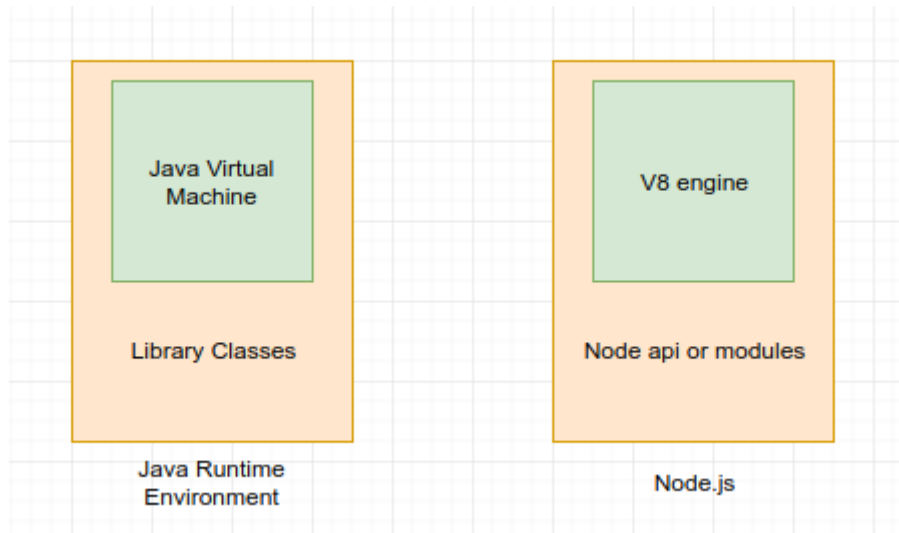 Java Virtual
Machine
Library Classes
Java Runtime
Environment
V8 engine
Node api or modules
Node.js